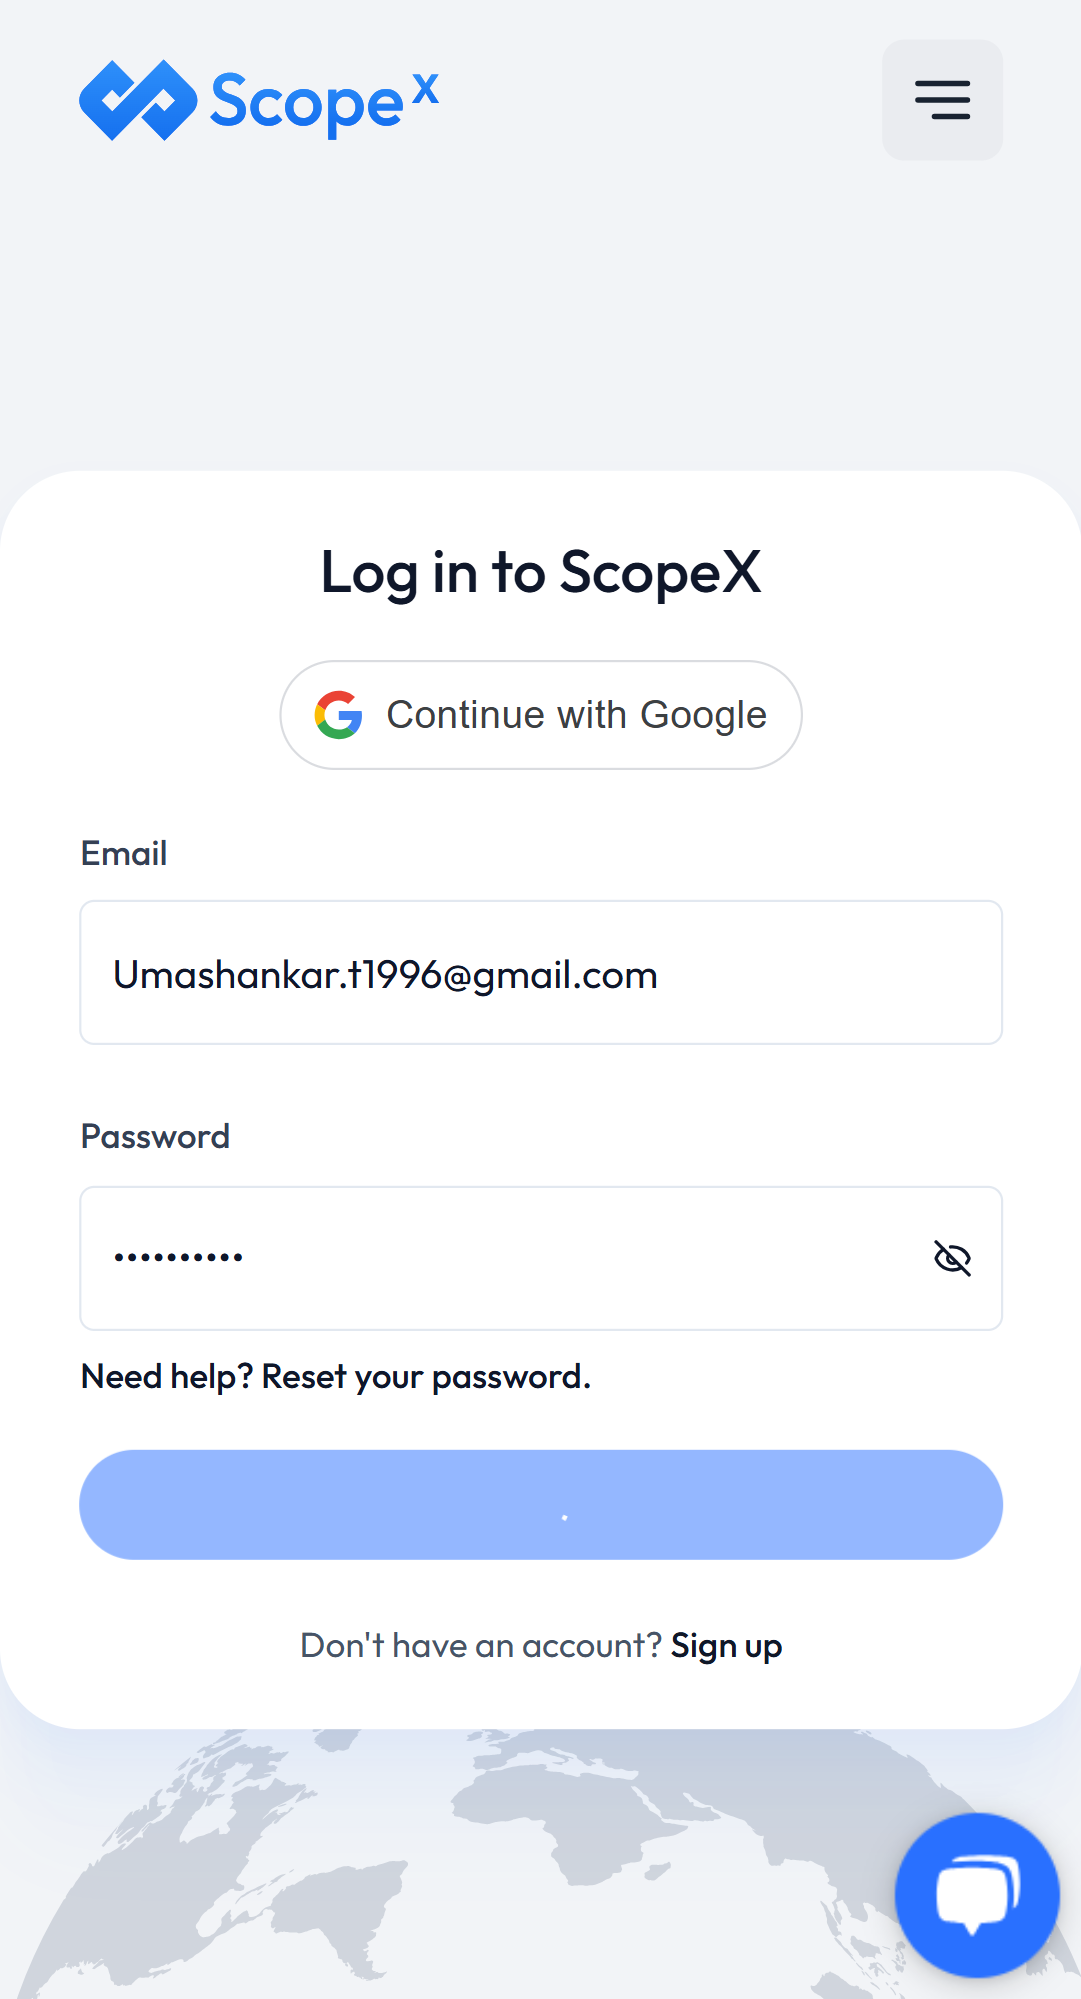 Scopeˣ
Log in to ScopeX
Continue with Google
Email
Umashankar.t1996@gmail.com
Password
••••••••••
Need help? Reset your password.
Don't have an account? Sign up